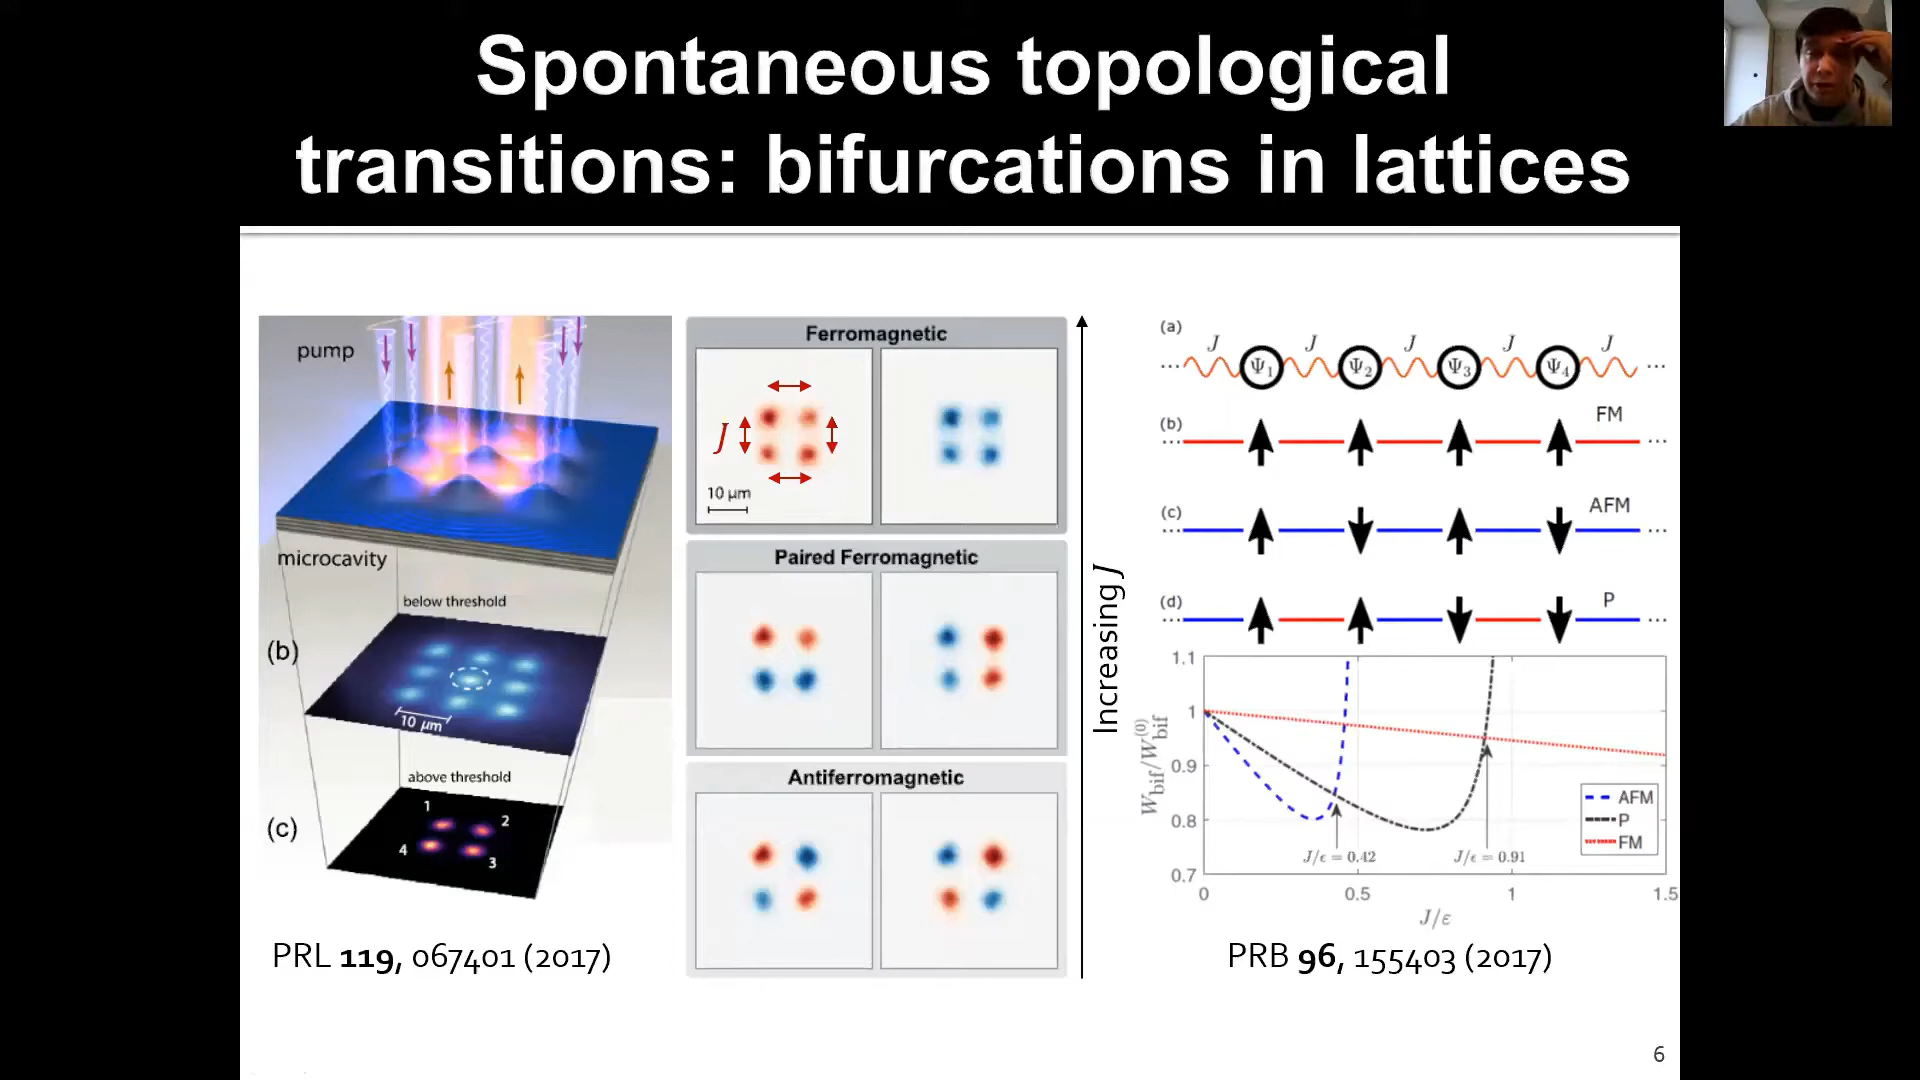 Spontaneous topological
transitions: bifurcations in lattices
pump
microcavity
below threshold
(b)
10 µm
above threshold
(c)
1
2
4
3
PRL 119, 067401 (2017)
Ferromagnetic
J
10 µm
Paired Ferromagnetic
Antiferromagnetic
Increasing J
(a)
J J J J J
... Ψ1 Ψ2 Ψ3 Ψ4 ...
(b) FM
... ...
(c) AFM
... ...
(d) P
... ...
1.1
1
0.9
0.8
0.7
Wbif/Wbif(0)
J/ϵ = 0.42
J/ϵ = 0.91
AFM
P
FM
0 0.5 1 1.5
J/ε
PRB 96, 155403 (2017)
6